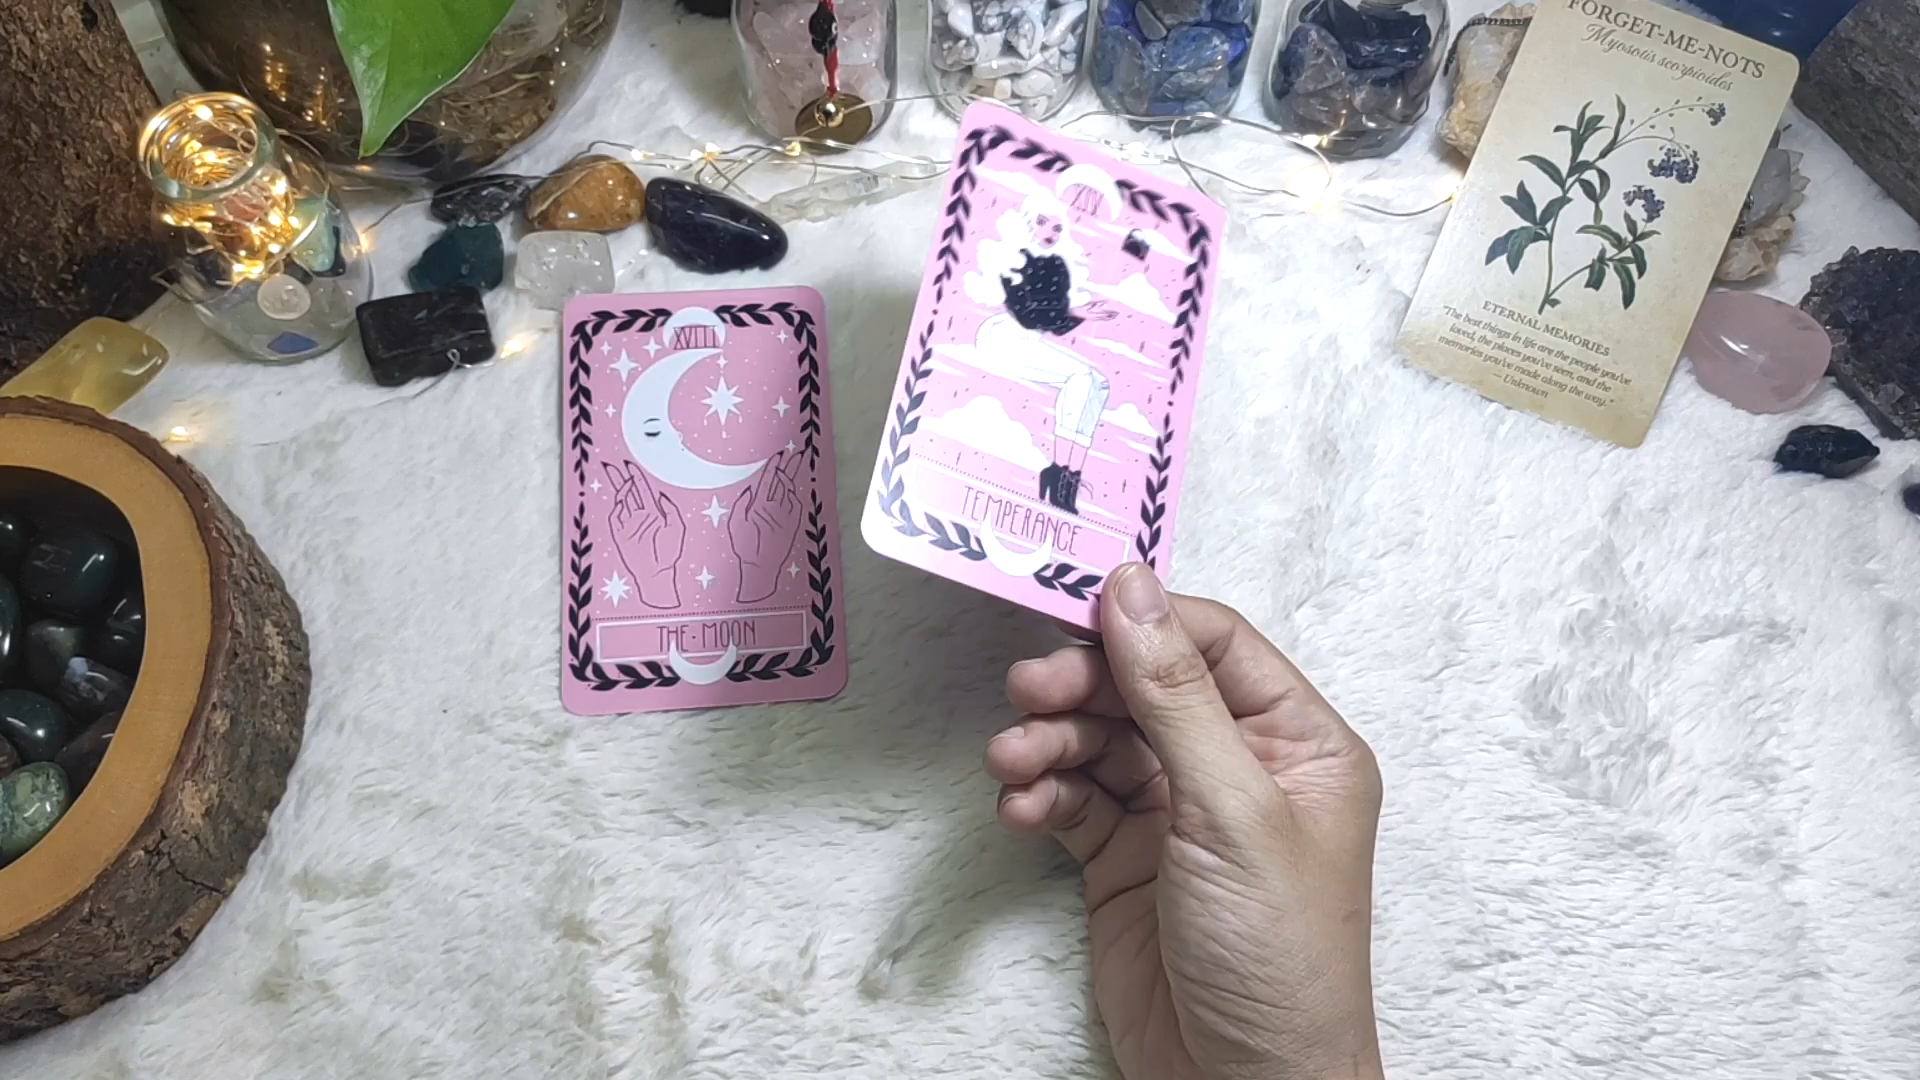 XVIII
THE·MOON
XIV
TEMPERANCE
FORGET-ME-NOTS
Myosotis scorpioides
ETERNAL MEMORIES
"The best things in life are the people you've
loved, the places you've seen, and the
memories you've made along the way."
— Unknown